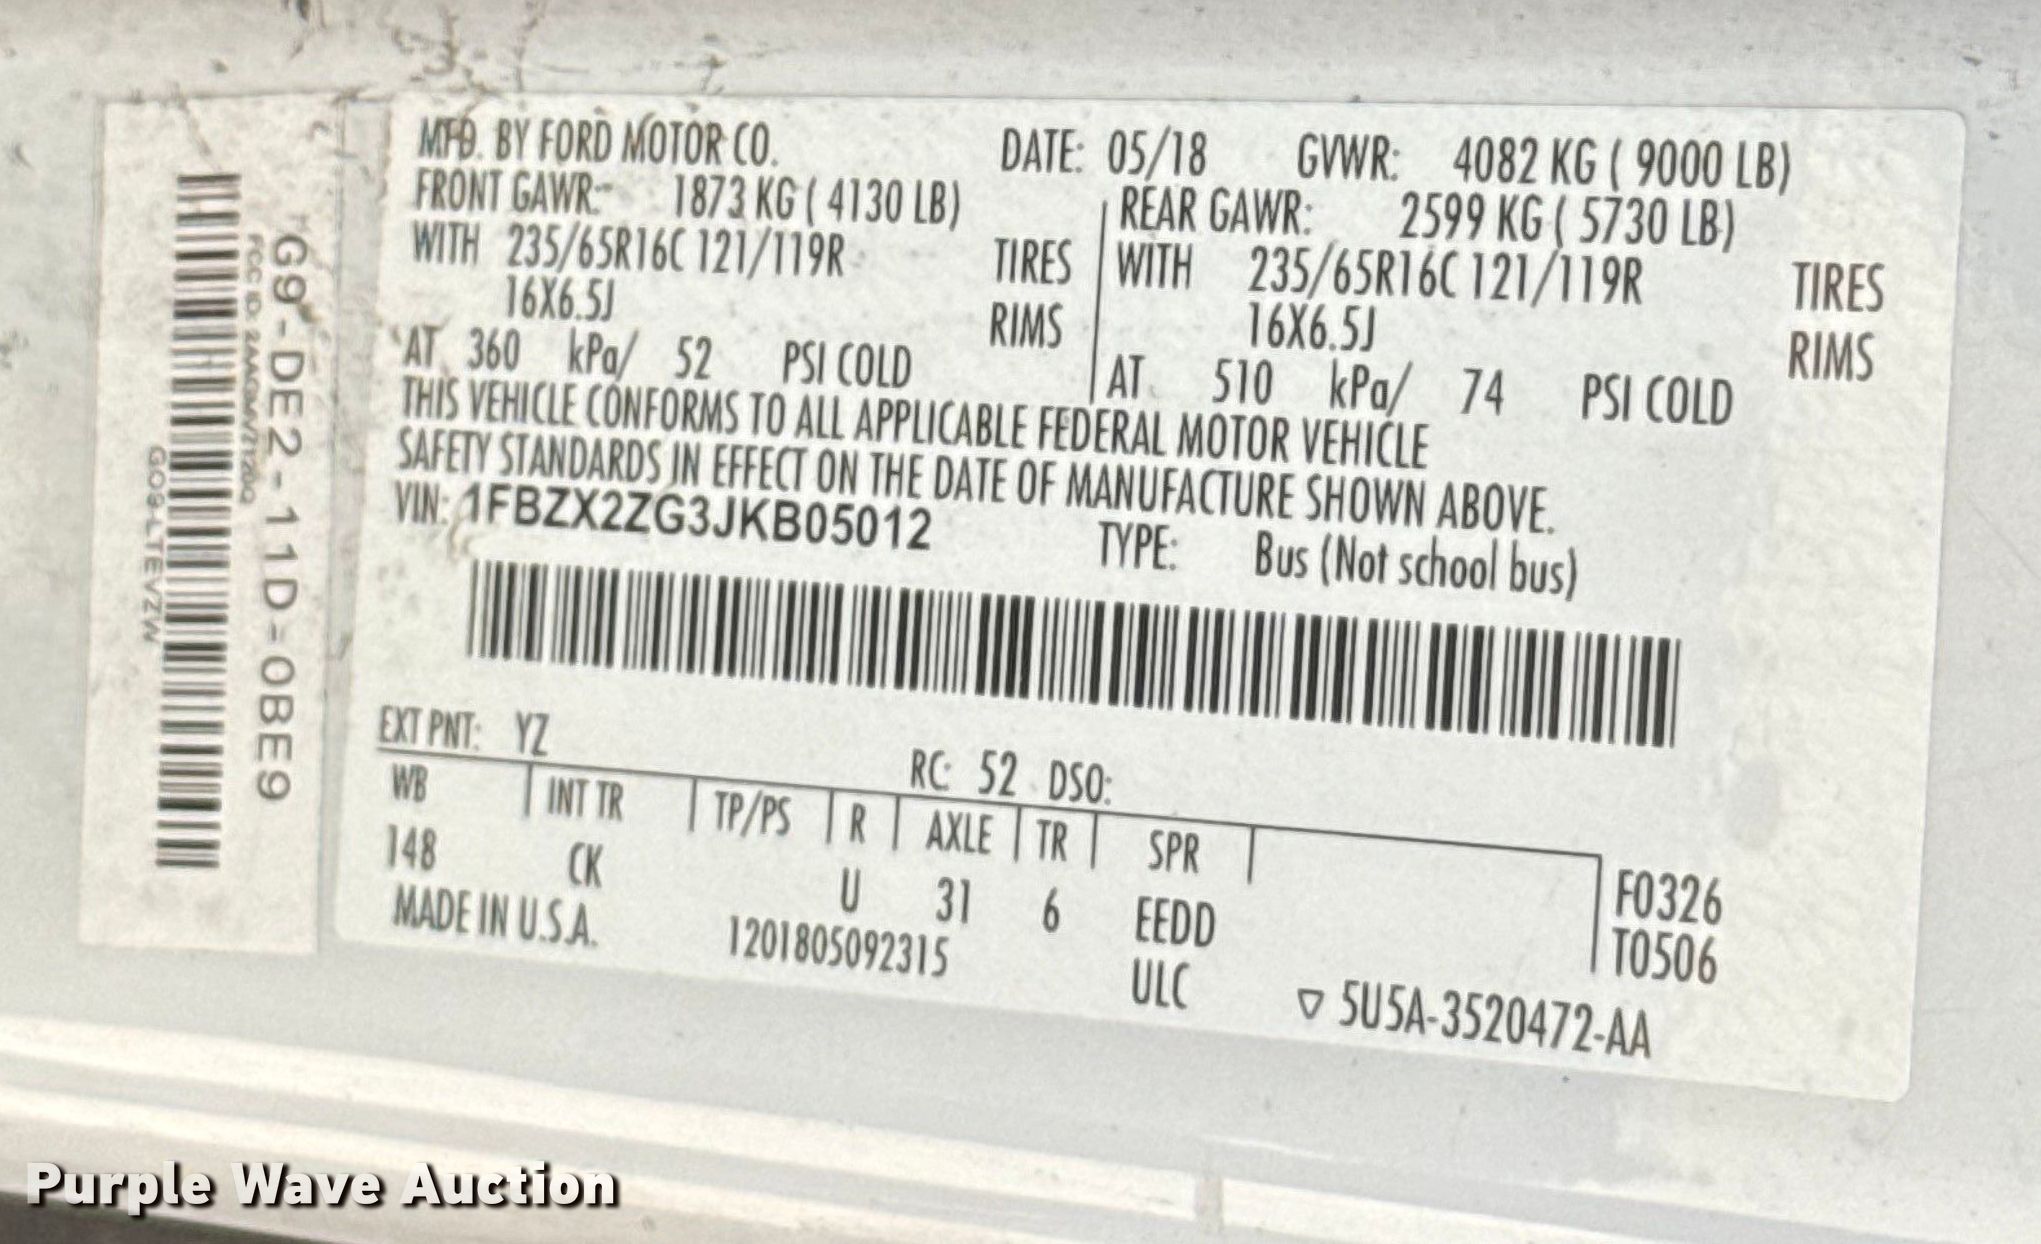 MFD. BY FORD MOTOR CO. DATE: 05/18 GVWR: 4082 KG ( 9000 LB)
FRONT GAWR: 1873 KG ( 4130 LB) REAR GAWR: 2599 KG ( 5730 LB)
WITH 235/65R16C 121/119R TIRES WITH 235/65R16C 121/119R TIRES
16X6.5J RIMS 16X6.5J RIMS
AT 360 kPa/ 52 PSI COLD AT 510 kPa/ 74 PSI COLD
THIS VEHICLE CONFORMS TO ALL APPLICABLE FEDERAL MOTOR VEHICLE
SAFETY STANDARDS IN EFFECT ON THE DATE OF MANUFACTURE SHOWN ABOVE.
VIN: 1FBZX2ZG3JKB05012 TYPE: Bus (Not school bus)
EXT PNT: YZ RC: 52 DSO:
WB INT TR TP/PS R AXLE TR SPR
148 CK U 31 6 EEDD F0326
MADE IN U.S.A. 1201805092315 ULC T0506
▽ 5U5A-3520472-AA
G9-DE2-11D-0BE9
FCC ID:
G09-LTEVZW
Purple Wave Auction